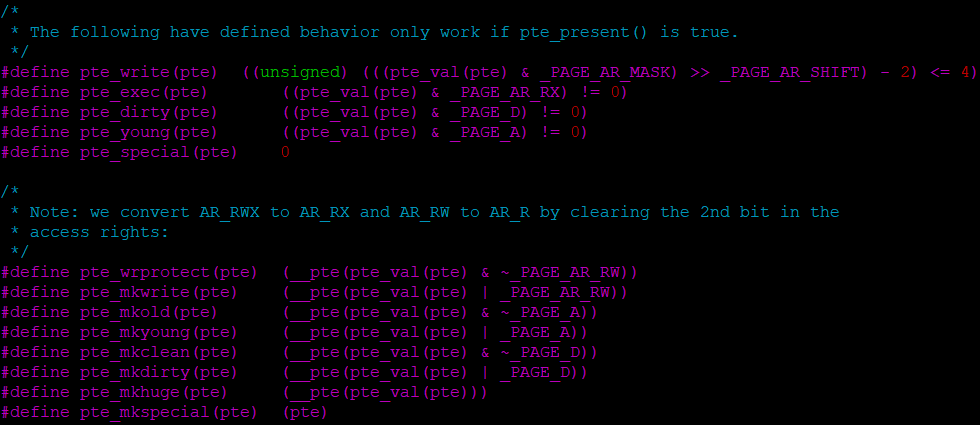 /*
 * The following have defined behavior only work if pte_present() is true.
 */
#define pte_write(pte)  ((unsigned) (((pte_val(pte) & _PAGE_AR_MASK) >> _PAGE_AR_SHIFT) - 2) <= 4)
#define pte_exec(pte)       ((pte_val(pte) & _PAGE_AR_RX) != 0)
#define pte_dirty(pte)      ((pte_val(pte) & _PAGE_D) != 0)
#define pte_young(pte)      ((pte_val(pte) & _PAGE_A) != 0)
#define pte_special(pte)    0

/*
 * Note: we convert AR_RWX to AR_RX and AR_RW to AR_R by clearing the 2nd bit in the
 * access rights:
 */
#define pte_wrprotect(pte)  (__pte(pte_val(pte) & ~_PAGE_AR_RW))
#define pte_mkwrite(pte)    (__pte(pte_val(pte) | _PAGE_AR_RW))
#define pte_mkold(pte)      (__pte(pte_val(pte) & ~_PAGE_A))
#define pte_mkyoung(pte)    (__pte(pte_val(pte) | _PAGE_A))
#define pte_mkclean(pte)    (__pte(pte_val(pte) & ~_PAGE_D))
#define pte_mkdirty(pte)    (__pte(pte_val(pte) | _PAGE_D))
#define pte_mkhuge(pte)     (__pte(pte_val(pte)))
#define pte_mkspecial(pte)  (pte)